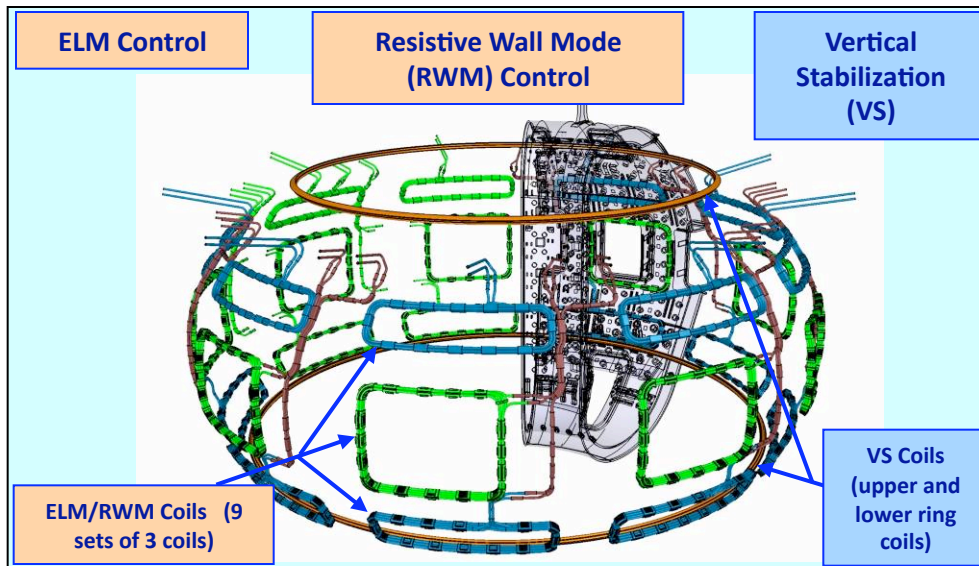 ELM Control
Resistive Wall Mode
(RWM) Control
Vertical
Stabilization
(VS)
ELM/RWM Coils (9
sets of 3 coils)
VS Coils
(upper and
lower ring
coils)